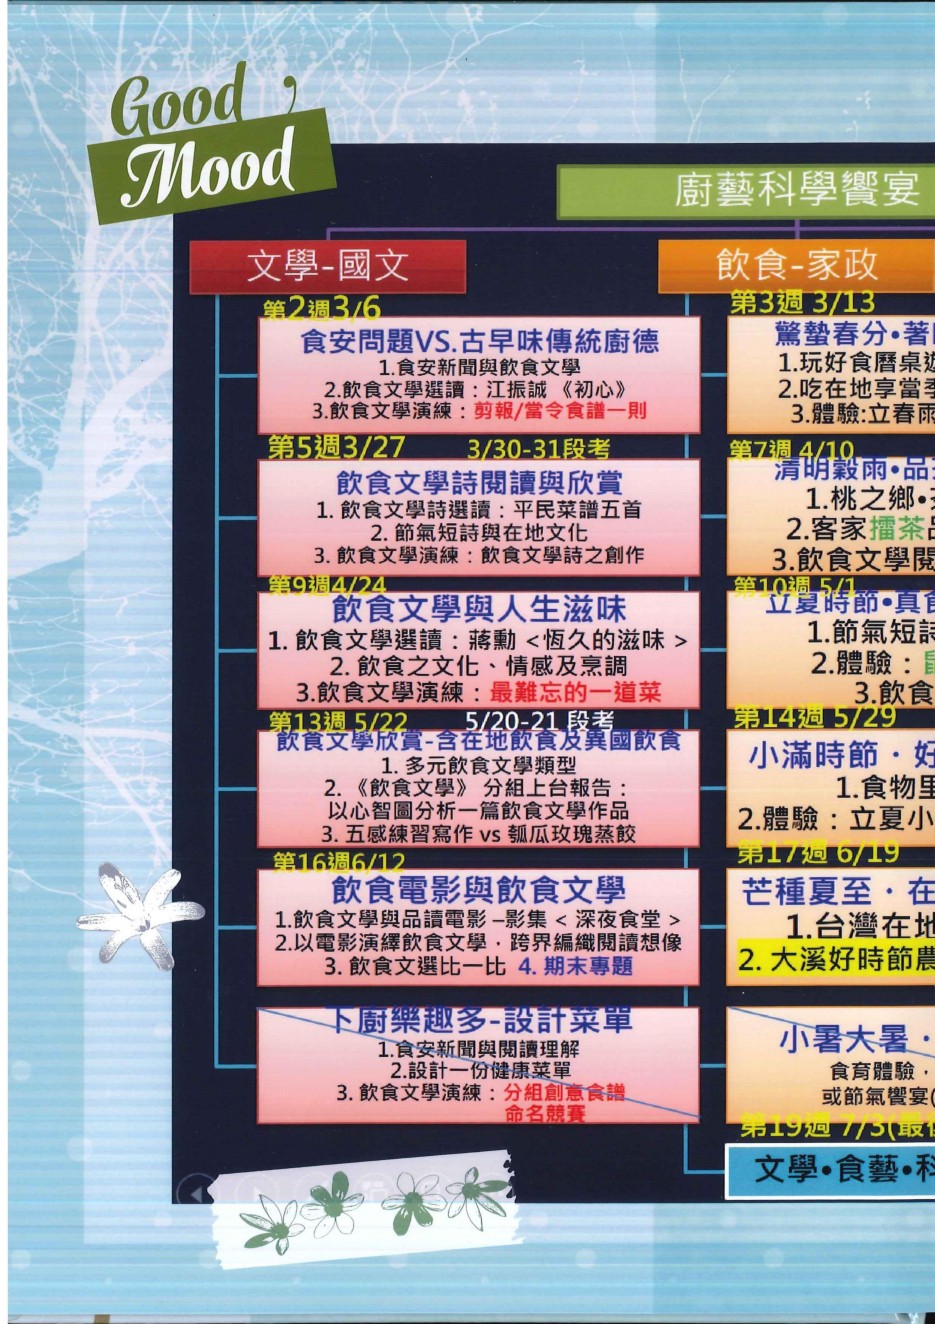 Good
Mood
廚藝科學饗宴
文學-國文
第2週3/6
食安問題VS.古早味傳統廚德
1.食安新聞與飲食文學
2.飲食文學選讀：江振誠《初心》
3.飲食文學演練：剪報/當令食譜一則
第5週3/27 3/30-31段考
飲食文學詩閱讀與欣賞
1. 飲食文學詩選讀：平民菜譜五首
2. 節氣短詩與在地文化
3. 飲食文學演練：飲食文學詩之創作
第9週4/24
飲食文學與人生滋味
1. 飲食文學選讀：蔣勳 <恆久的滋味 >
2. 飲食之文化、情感及烹調
3.飲食文學演練：最難忘的一道菜
第13週 5/22 5/20-21 段考
飲食文學欣賞-含在地飲食及異國飲食
1. 多元飲食文學類型
2. 《飲食文學》 分組上台報告：
以心智圖分析一篇飲食文學作品
3. 五感練習寫作 vs 瓠瓜玫瑰蒸餃
第16週6/12
飲食電影與飲食文學
1.飲食文學與品讀電影 –影集 < 深夜食堂 >
2.以電影演繹飲食文學．跨界編織閱讀想像
3. 飲食文選比一比 4. 期末專題
下廚樂趣多-設計菜單
1.食安新聞與閱讀理解
2.設計一份健康菜單
3. 飲食文學演練：分組創意食譜
命名競賽
飲食-家政
第3週 3/13
驚蟄春分•著
1.玩好食曆桌遊
2.吃在地享當季
3.體驗:立春雨
第7週 4/10
清明穀雨•品
1.桃之鄉•
2.客家擂茶品
3.飲食文學閱
第10週 5/1
立夏時節•真食
1.節氣短詩
2.體驗：
3.飲食
第14週 5/29
小滿時節．好
1.食物里
2.體驗：立夏小
第17週 6/19
芒種夏至．在
1.台灣在地
2. 大溪好時節農
小暑大暑．
食育體驗．
或節氣饗宴(
第19週 7/3(最後
文學•食藝•科